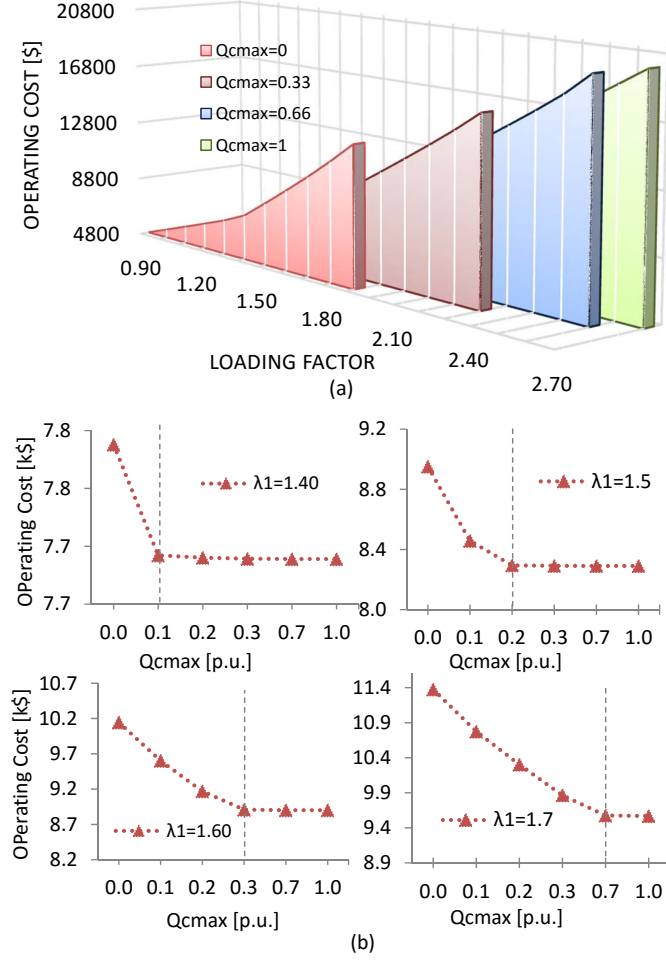 20800
16800
12800
8800
4800
OPERATING COST [$]
Qcmax=0
Qcmax=0.33
Qcmax=0.66
Qcmax=1
0.90
1.20
1.50
1.80
2.10
2.40
2.70
LOADING FACTOR
(a)
OPerating Cost [k$]
7.8
7.8
7.7
7.7
λ1=1.40
0.0 0.1 0.2 0.3 0.7 1.0
Qcmax [p.u.]
9.2
8.8
8.4
8.0
λ1=1.5
0.0 0.1 0.2 0.3 0.7 1.0
Qcmax [p.u.]
OPerating Cost [k$]
10.7
10.2
9.7
9.2
8.7
8.2
λ1=1.60
0.0 0.1 0.2 0.3 0.7 1.0
Qcmax [p.u.]
11.4
10.9
10.4
9.9
9.4
8.9
λ1=1.7
0.0 0.1 0.2 0.3 0.7 1.0
Qcmax [p.u.]
(b)